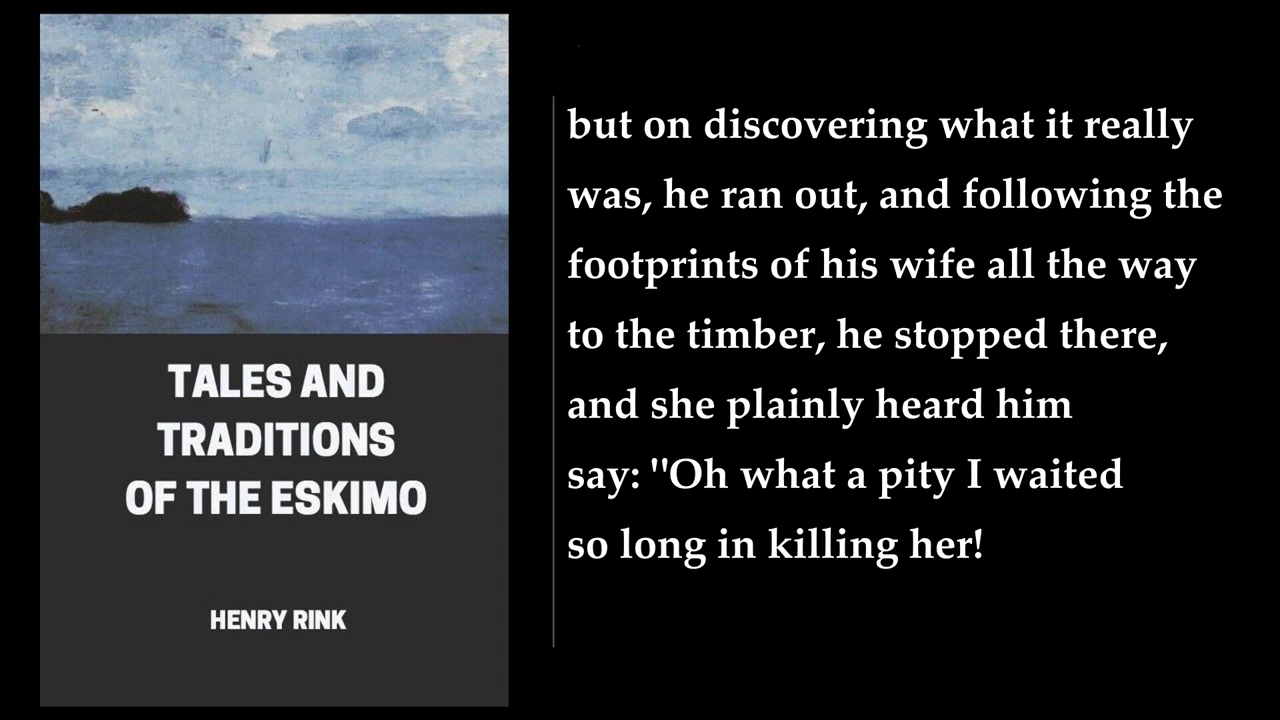 TALES AND
TRADITIONS
OF THE ESKIMO
HENRY RINK
but on discovering what it really
was, he ran out, and following the
footprints of his wife all the way
to the timber, he stopped there,
and she plainly heard him
say: "Oh what a pity I waited
so long in killing her!